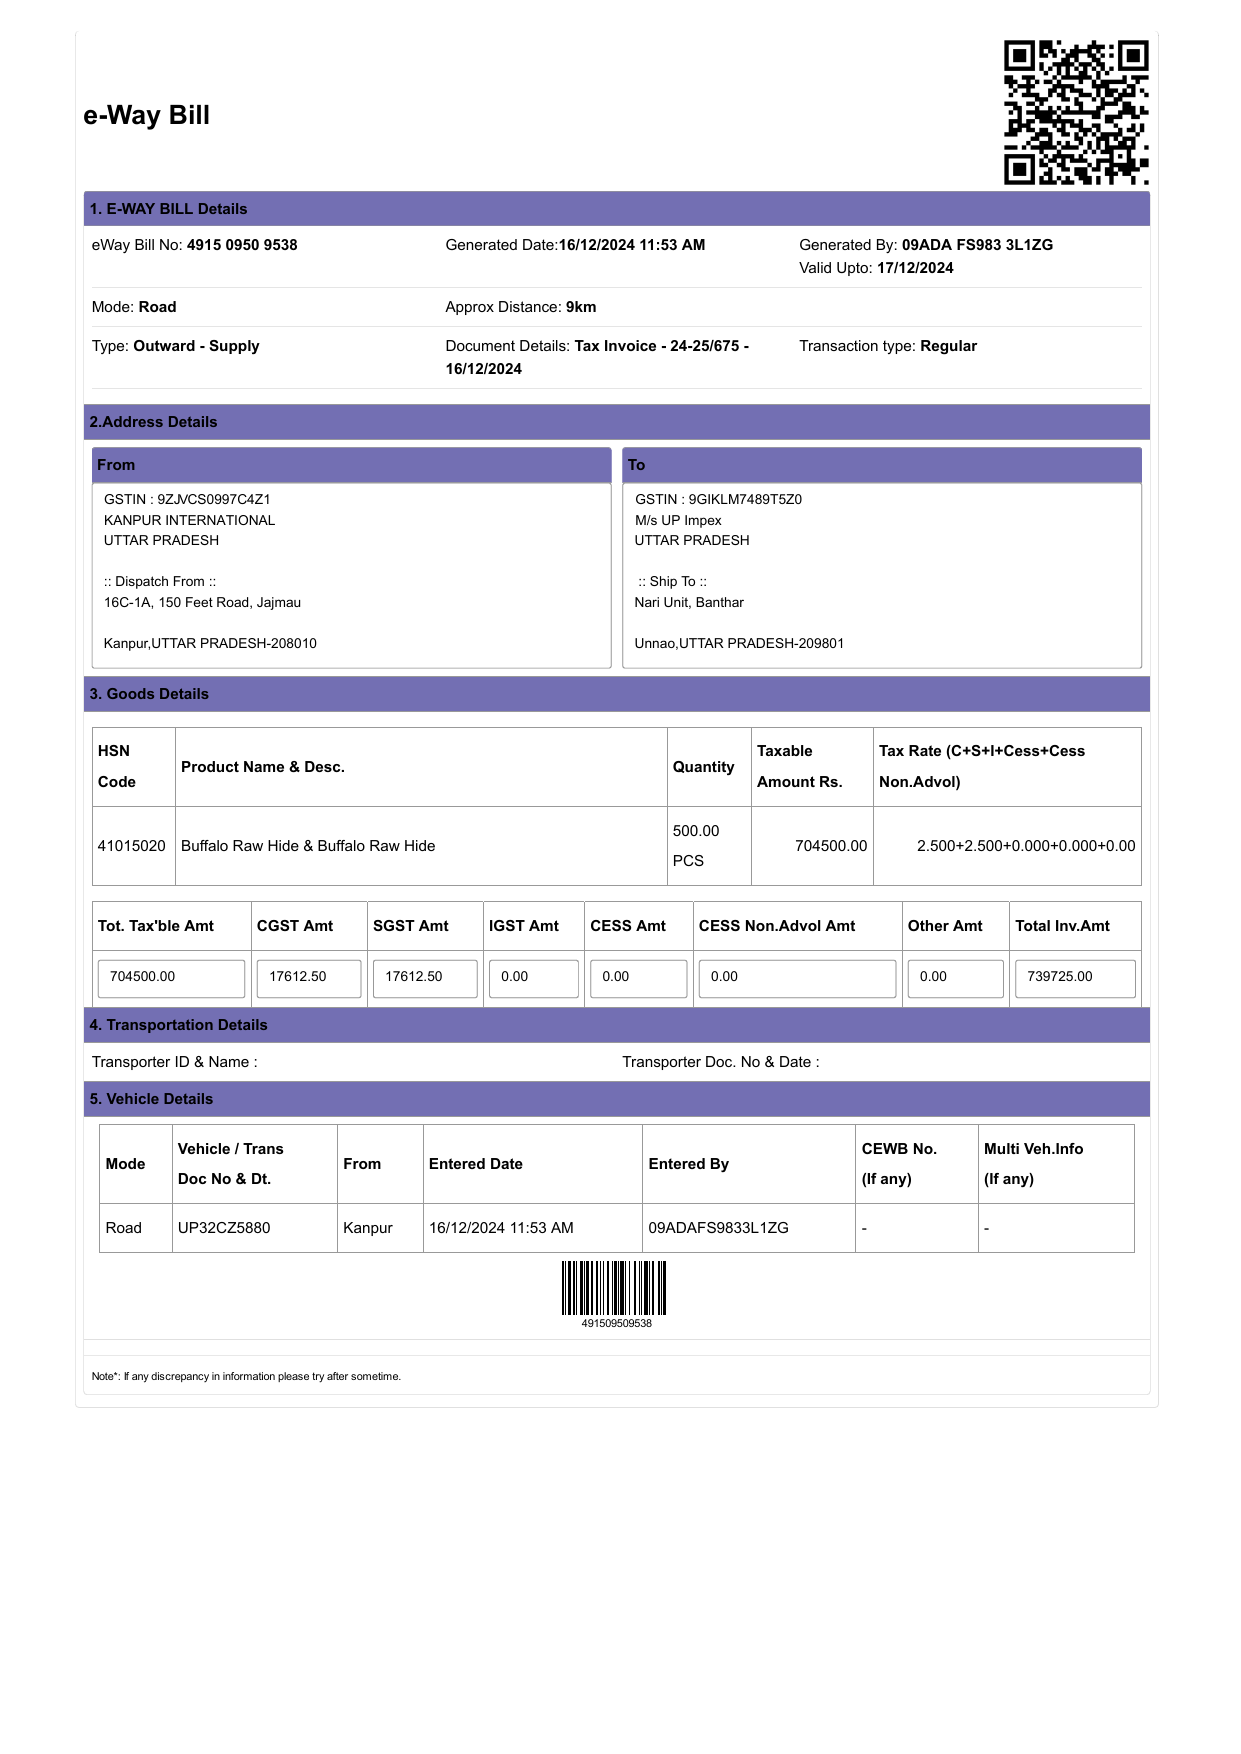 e-Way Bill
1. E-WAY BILL Details
eWay Bill No: 4915 0950 9538 Generated Date:16/12/2024 11:53 AM Generated By: 09ADA FS983 3L1ZG
Valid Upto: 17/12/2024
Mode: Road Approx Distance: 9km
Type: Outward - Supply Document Details: Tax Invoice - 24-25/675 - Transaction type: Regular
16/12/2024
2.Address Details
From
GSTIN : 9ZJVCS0997C4Z1
KANPUR INTERNATIONAL
UTTAR PRADESH
:: Dispatch From ::
16C-1A, 150 Feet Road, Jajmau
Kanpur,UTTAR PRADESH-208010
To
GSTIN : 9GIKLM7489T5Z0
M/s UP Impex
UTTAR PRADESH
:: Ship To ::
Nari Unit, Banthar
Unnao,UTTAR PRADESH-209801
3. Goods Details
HSN Code Product Name & Desc. Quantity Taxable Amount Rs. Tax Rate (C+S+I+Cess+Cess Non.Advol)
41015020 Buffalo Raw Hide & Buffalo Raw Hide 500.00 PCS 704500.00 2.500+2.500+0.000+0.000+0.00
Tot. Tax'ble Amt CGST Amt SGST Amt IGST Amt CESS Amt CESS Non.Advol Amt Other Amt Total Inv.Amt
704500.00 17612.50 17612.50 0.00 0.00 0.00 0.00 739725.00
4. Transportation Details
Transporter ID & Name : Transporter Doc. No & Date :
5. Vehicle Details
Mode Vehicle / Trans Doc No & Dt. From Entered Date Entered By CEWB No. (If any) Multi Veh.Info (If any)
Road UP32CZ5880 Kanpur 16/12/2024 11:53 AM 09ADAFS9833L1ZG - -
491509509538
Note*: If any discrepancy in information please try after sometime.